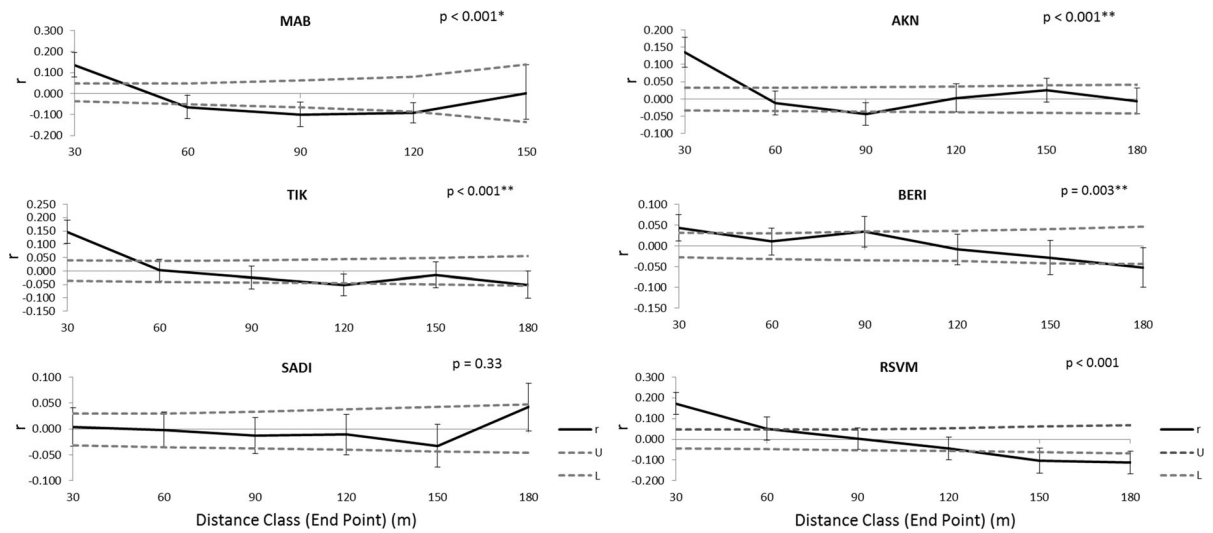 MAB
p < 0.001*
r
0.300
0.200
0.100
0.000
-0.100
-0.200
30 60 90 120 150
AKN
p < 0.001**
r
0.200
0.150
0.100
0.050
0.000
-0.050
-0.100
30 60 90 120 150 180
TIK
p < 0.001**
r
0.250
0.200
0.150
0.100
0.050
0.000
-0.050
-0.100
-0.150
30 60 90 120 150 180
BERI
p = 0.003**
r
0.100
0.050
0.000
-0.050
-0.100
-0.150
30 60 90 120 150 180
SADI
p = 0.33
r
0.100
0.050
0.000
-0.050
-0.100
30 60 90 120 150 180
Distance Class (End Point) (m)
r
U
L
RSVM
p < 0.001
r
0.300
0.200
0.100
0.000
-0.100
-0.200
30 60 90 120 150 180
Distance Class (End Point) (m)
r
U
L